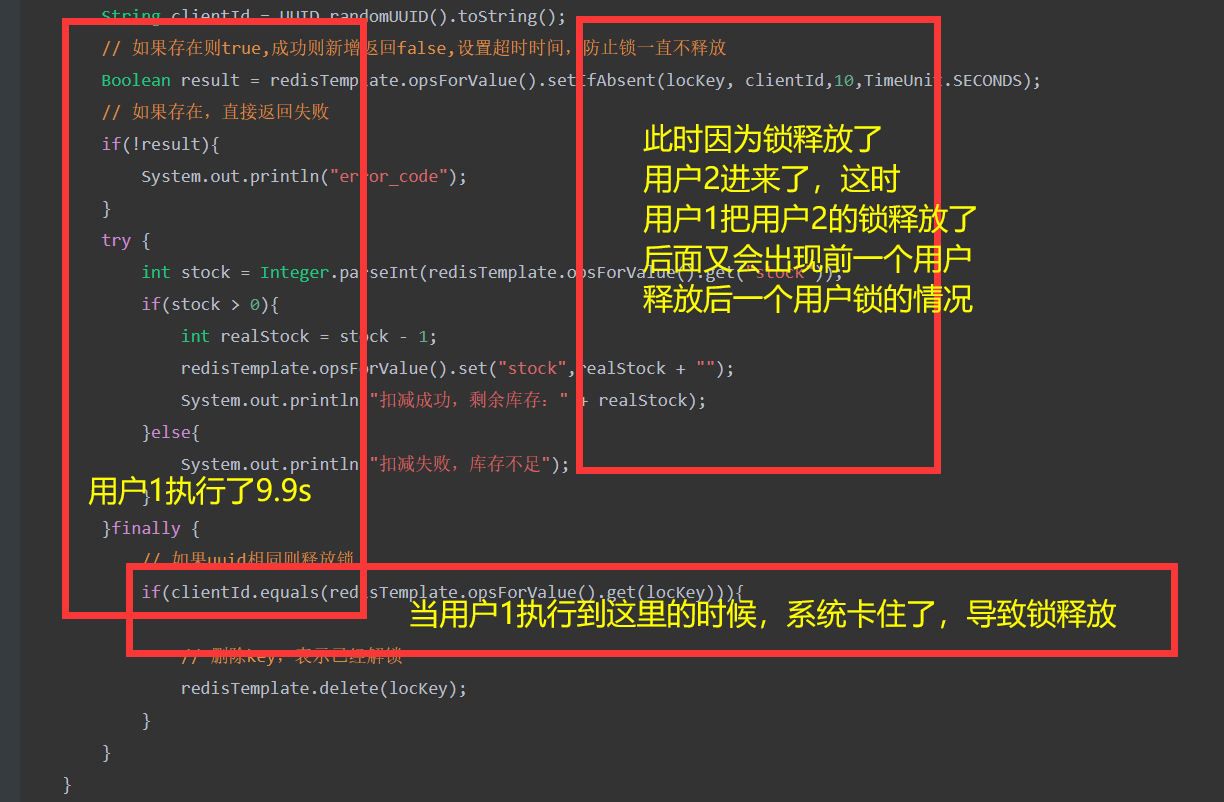 String clientId = UUID.randomUUID().toString();
// 如果存在则true,成功则新增返回false,设置超时时间，防止锁一直不释放
Boolean result = redisTemplate.opsForValue().setIfAbsent(locKey, clientId,10,TimeUnit.SECONDS);
// 如果存在，直接返回失败
if(!result){
System.out.println("error_code");
}
try {
int stock = Integer.parseInt(redisTemplate.opsForValue().get("stock"));
if(stock > 0){
int realStock = stock - 1;
redisTemplate.opsForValue().set("stock",realStock + "");
System.out.println("扣减成功，剩余库存：" + realStock);
}else{
System.out.println("扣减失败，库存不足");
}
}finally {
// 如果uuid相同则释放锁
if(clientId.equals(redisTemplate.opsForValue().get(locKey))){
// 删除key，表示已经解锁
redisTemplate.delete(locKey);
}
}
}
此时因为锁释放了
用户2进来了，这时
用户1把用户2的锁释放了
后面又会出现前一个用户
释放后一个用户锁的情况
用户1执行了9.9s
当用户1执行到这里的时候，系统卡住了，导致锁释放